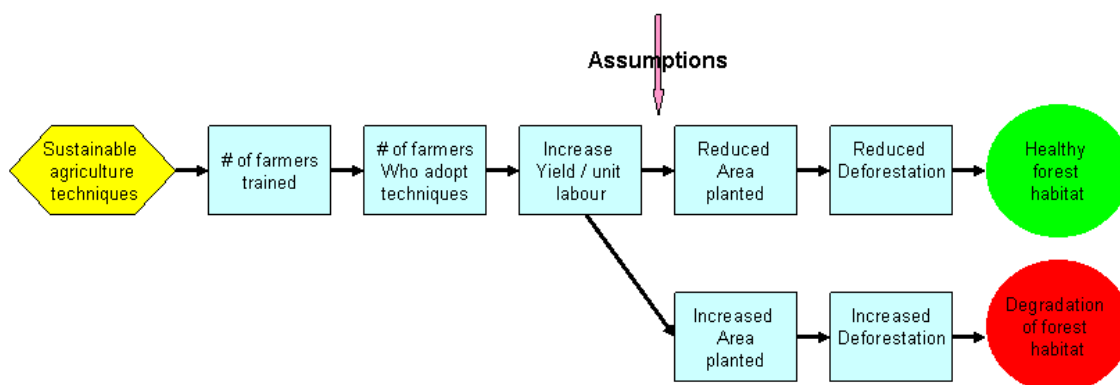 Assumptions
Sustainable
agriculture
techniques
# of farmers
trained
# of farmers
Who adopt
techniques
Increase
Yield / unit
labour
Reduced
Area
planted
Reduced
Deforestation
Healthy
forest
habitat
Increased
Area
planted
Increased
Deforestation
Degradation
of forest
habitat